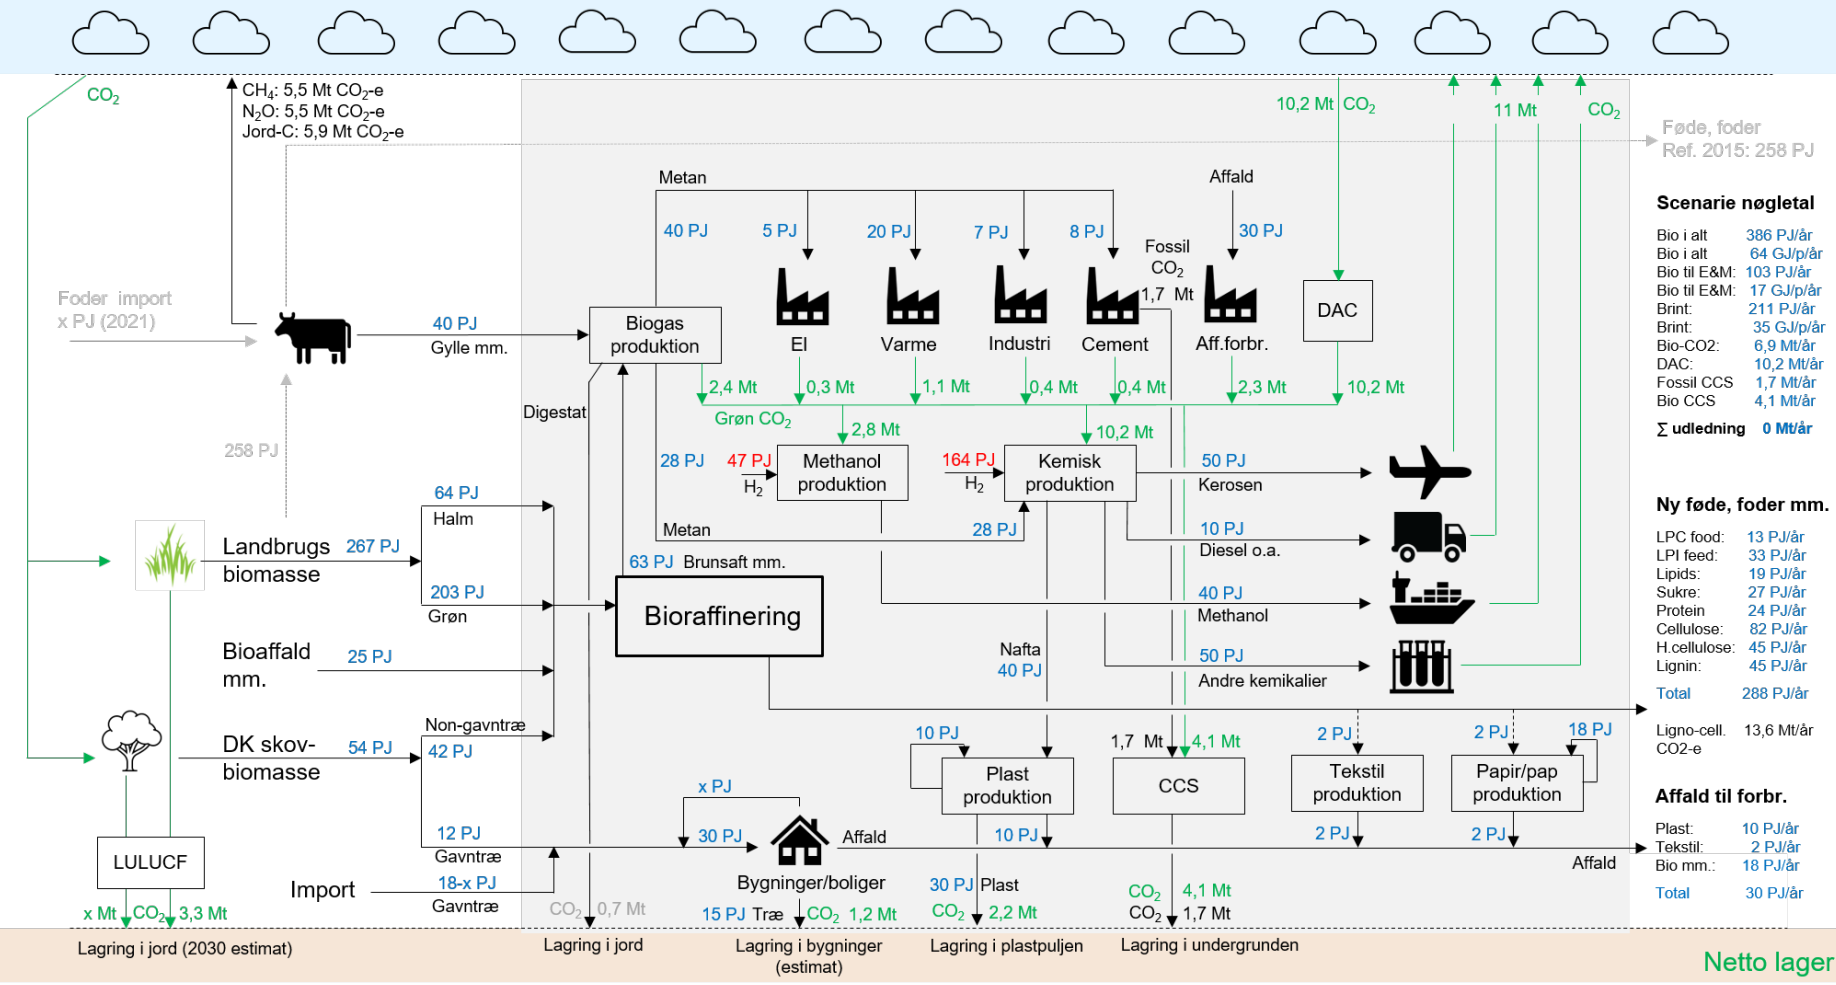 CO2
CH4: 5,5 Mt CO2-e
N2O: 5,5 Mt CO2-e
Jord-C: 5,9 Mt CO2-e
10,2 Mt CO2
11 Mt
CO2
Føde, foder
Ref. 2015: 258 PJ
Metan
Affald
40 PJ
5 PJ
20 PJ
7 PJ
8 PJ
30 PJ
Fossil
CO2
1,7 Mt
Foder import
x PJ (2021)
40 PJ
Gylle mm.
Biogas
produktion
El
Varme
Industri
Cement
Aff.forbr.
DAC
2,4 Mt
0,3 Mt
1,1 Mt
0,4 Mt
0,4 Mt
2,3 Mt
10,2 Mt
Digestat
Grøn CO2
2,8 Mt
10,2 Mt
258 PJ
28 PJ
47 PJ
H2
Methanol
produktion
164 PJ
H2
Kemisk
produktion
50 PJ
Kerosen
64 PJ
Halm
Metan
28 PJ
10 PJ
Diesel o.a.
Landbrugs
biomasse
267 PJ
63 PJ Brunsaft mm.
203 PJ
Grøn
Bioraffinering
40 PJ
Methanol
Bioaffald
mm.
25 PJ
Nafta
40 PJ
50 PJ
Andre kemikalier
Non-gavntræ
42 PJ
DK skov-
biomasse
54 PJ
10 PJ
1,7 Mt
4,1 Mt
2 PJ
2 PJ
18 PJ
Plast
produktion
CCS
Tekstil
produktion
Papir/pap
produktion
x PJ
12 PJ
Gavntræ
30 PJ
Affald
10 PJ
2 PJ
2 PJ
Affald
LULUCF
Import
18-x PJ
Gavntræ
Bygninger/boliger
30 PJ Plast
CO2 2,2 Mt
CO2 4,1 Mt
CO2 1,7 Mt
x Mt CO2 3,3 Mt
CO2 0,7 Mt
15 PJ Træ
CO2 1,2 Mt
Lagring i jord (2030 estimat)
Lagring i jord
Lagring i bygninger
(estimat)
Lagring i plastpuljen
Lagring i undergrunden
Netto lager
Scenarie nøgletal
Bio i alt 386 PJ/år
Bio i alt 64 GJ/p/år
Bio til E&M: 103 PJ/år
Bio til E&M: 17 GJ/p/år
Brint: 211 PJ/år
Brint: 35 GJ/p/år
Bio-CO2: 6,9 Mt/år
DAC: 10,2 Mt/år
Fossil CCS 1,7 Mt/år
Bio CCS 4,1 Mt/år
∑ udledning 0 Mt/år
Ny føde, foder mm.
LPC food: 13 PJ/år
LPI feed: 33 PJ/år
Lipids: 19 PJ/år
Sukre: 27 PJ/år
Protein 24 PJ/år
Cellulose: 82 PJ/år
H.cellulose: 45 PJ/år
Lignin: 45 PJ/år
Total 288 PJ/år
Ligno-cell. 13,6 Mt/år
CO2-e
Affald til forbr.
Plast: 10 PJ/år
Tekstil: 2 PJ/år
Bio mm.: 18 PJ/år
Total 30 PJ/år